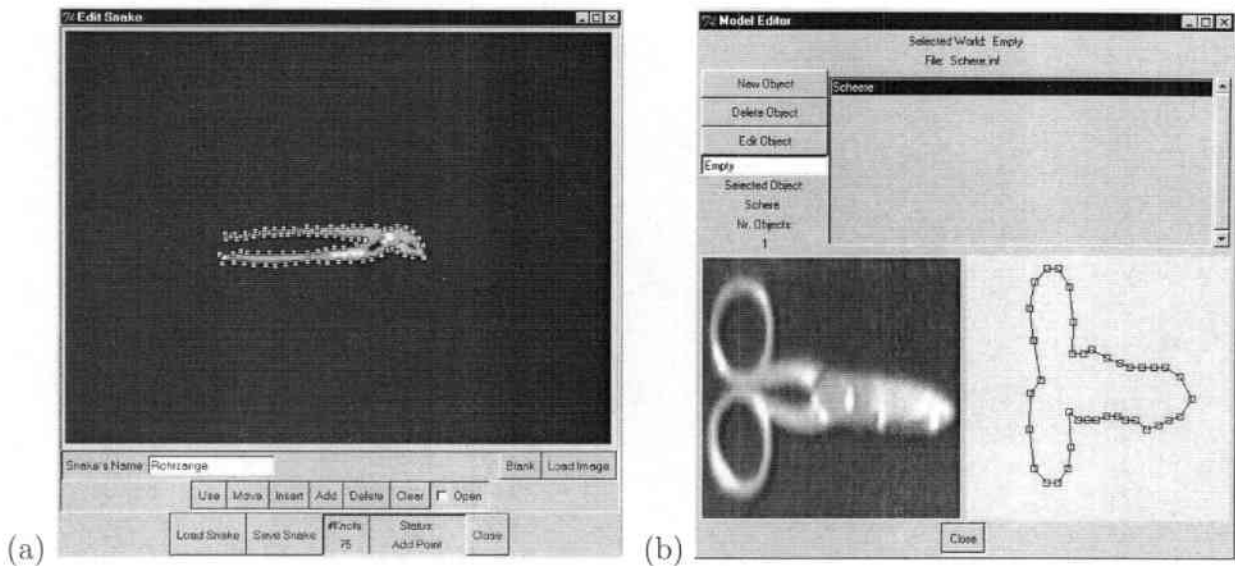 Edit Snake
Snake's Name: Rohrzange
Blank Load Image
Use Move Insert Add Delete Clear Open
Load Snake Save Snake #Knots: 75 Status: Add Point Close
(a)
Model Editor
Selected World: Empty
File: Schere.inf
New Object
Delete Object
Edit Object
Empty
Selected Object:
Schere
Nr. Objects:
1
Scheere
Close
(b)